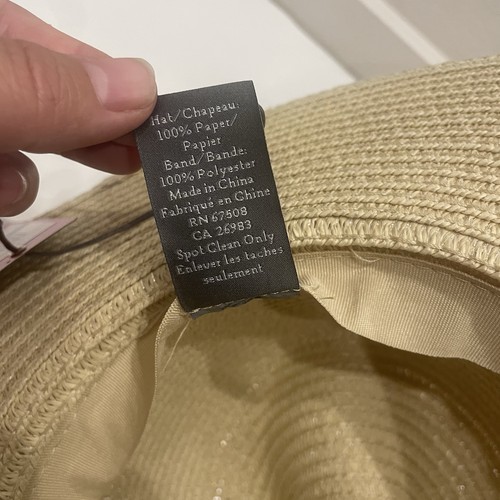 Hat/Chapeau:
100% Paper/
Papier
Band/Bande:
100% Polyester
Made in China
Fabriqué en Chine
RN 67508
CA 26983
Spot Clean Only
Enlever les taches
seulement